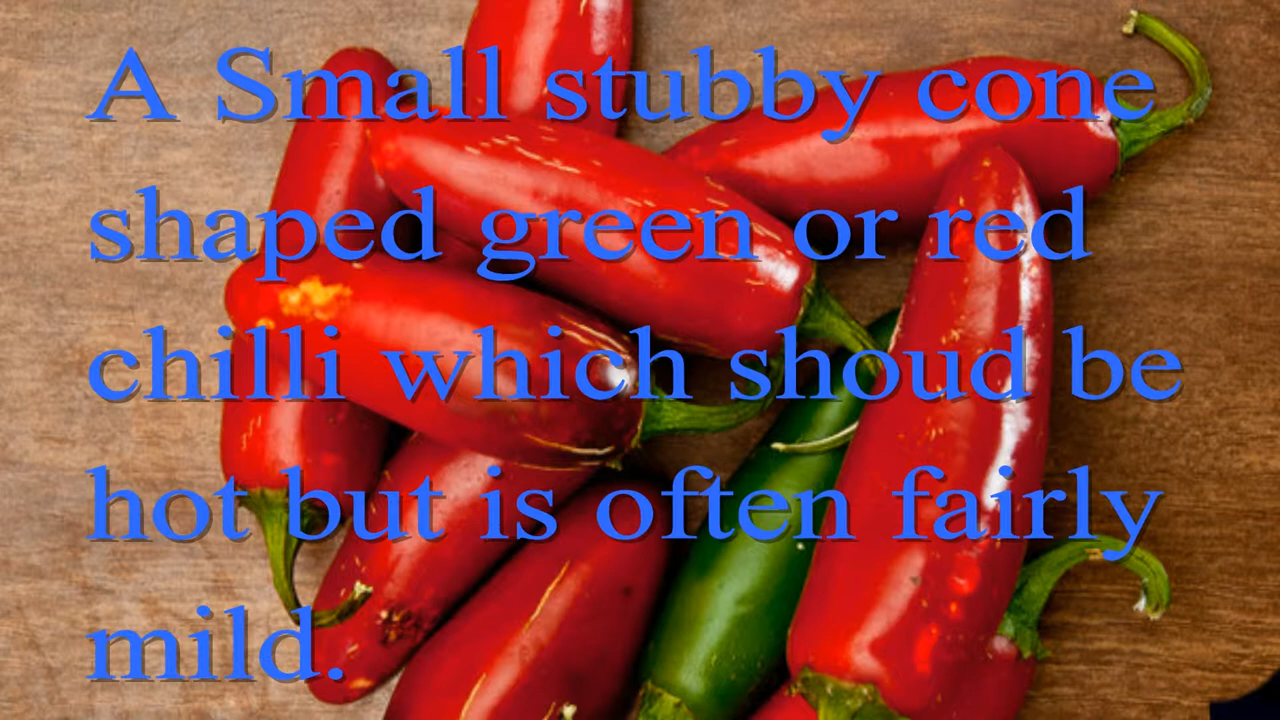 A Small stubby cone
shaped green or red
chilli which shoud be
hot but is often fairly
mild.